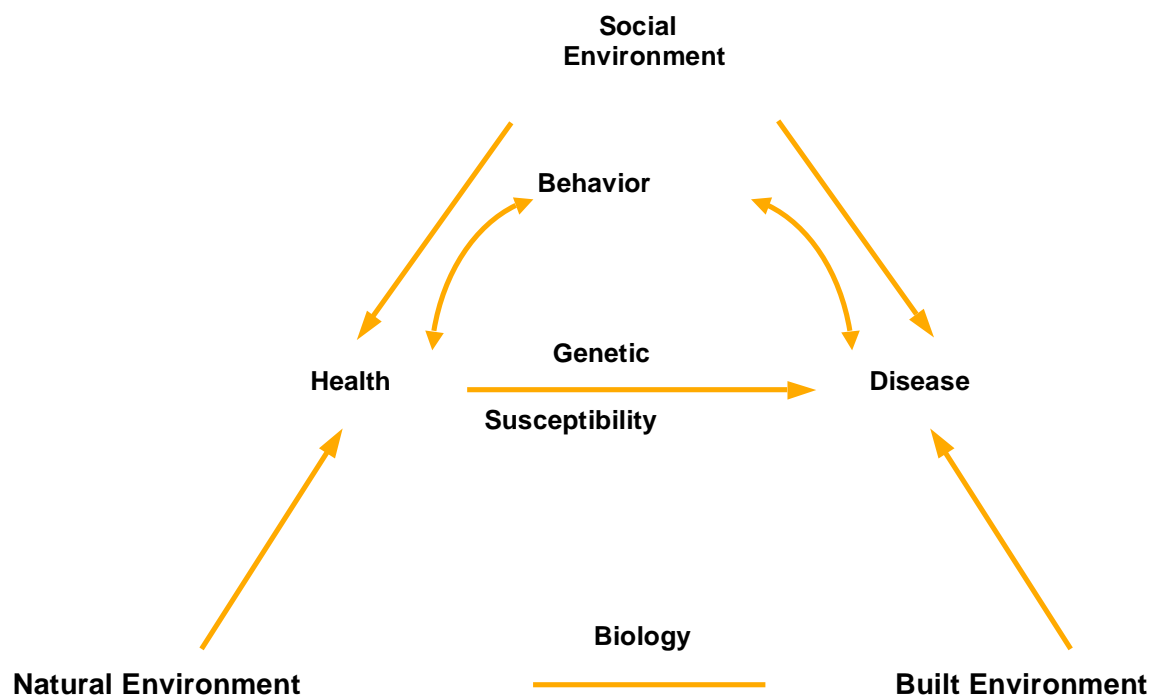 Social
Environment
Behavior
Genetic
Health
Disease
Susceptibility
Biology
Natural Environment
Built Environment